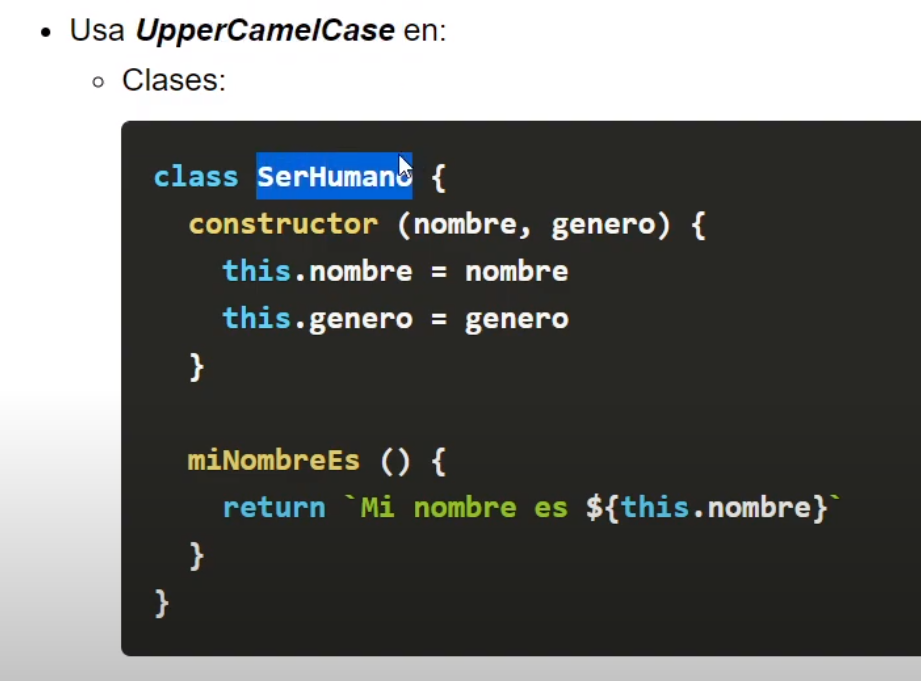 Usa UpperCamelCase en:
Clases:
class SerHumano {
constructor (nombre, genero) {
this.nombre = nombre
this.genero = genero
}
miNombreEs () {
return `Mi nombre es ${this.nombre}`
}
}